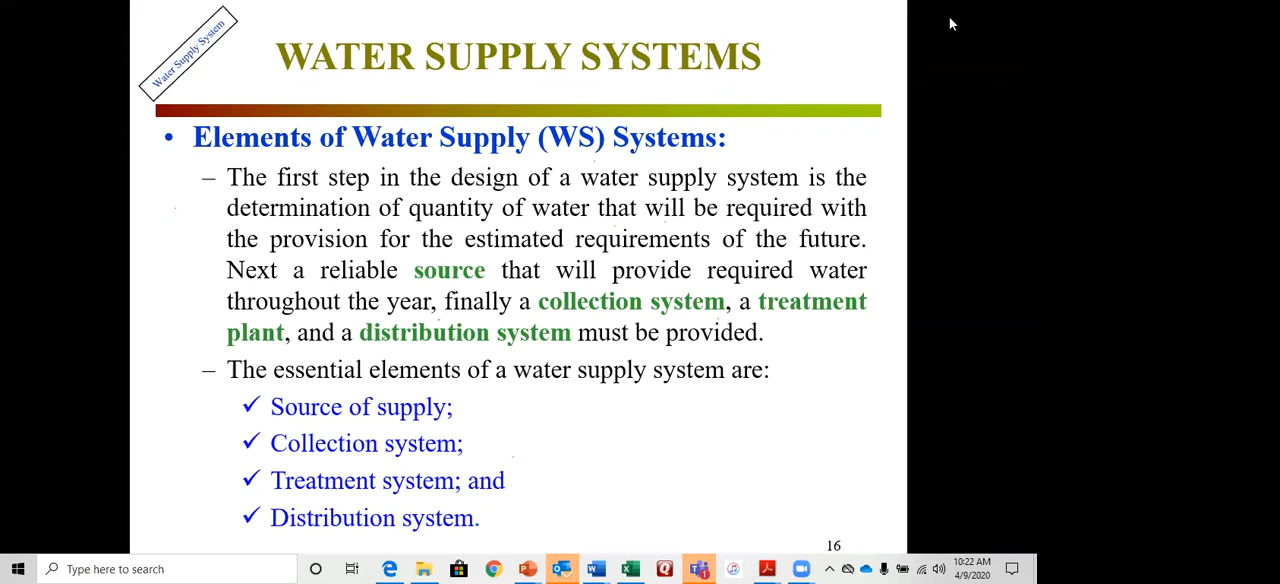 Water Supply System
WATER SUPPLY SYSTEMS
• Elements of Water Supply (WS) Systems:
– The first step in the design of a water supply system is the
determination of quantity of water that will be required with
the provision for the estimated requirements of the future.
Next a reliable source that will provide required water
throughout the year, finally a collection system, a treatment
plant, and a distribution system must be provided.
– The essential elements of a water supply system are:
✓ Source of supply;
✓ Collection system;
✓ Treatment system; and
✓ Distribution system.
16
Type here to search
10:22 AM
4/9/2020